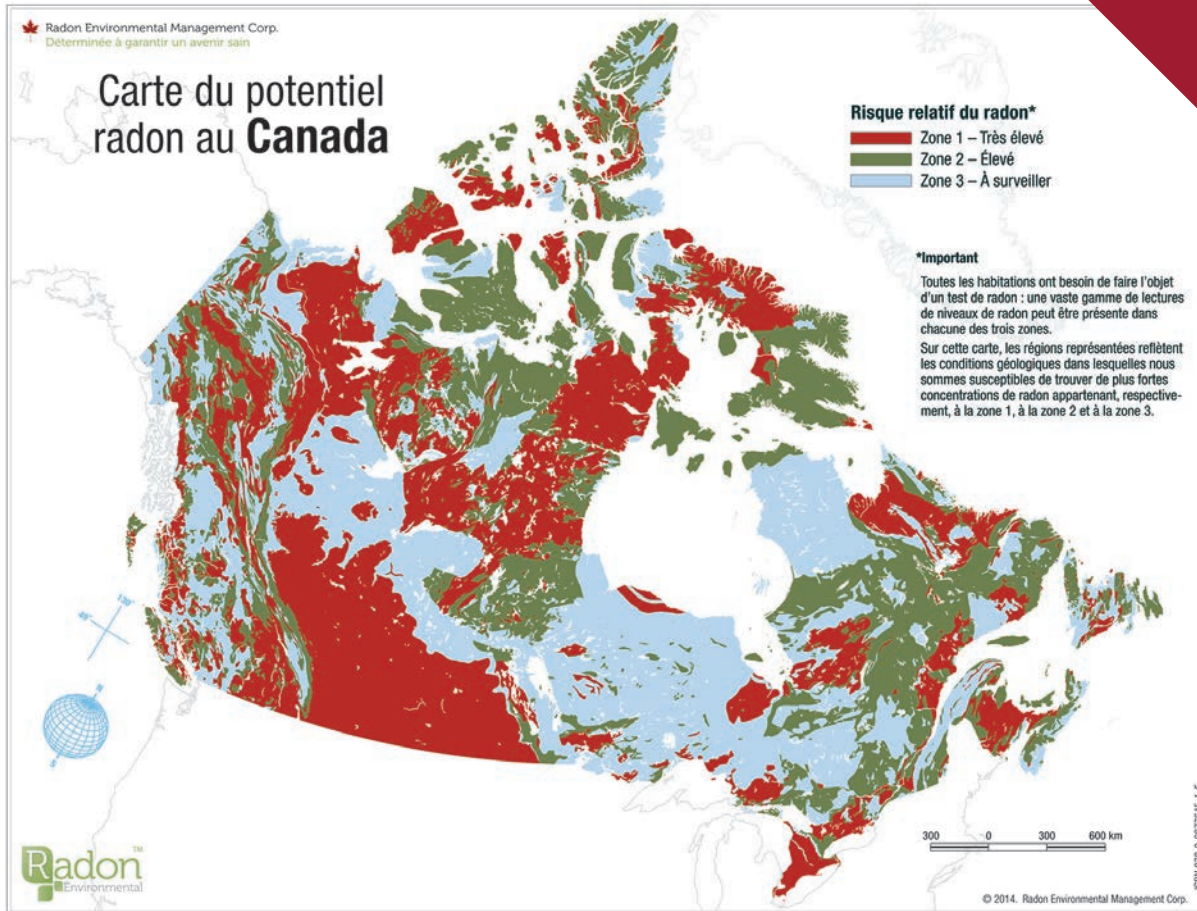 Radon Environmental Management Corp.
Déterminée à garantir un avenir sain
Carte du potentiel
radon au Canada
Risque relatif du radon*
Zone 1 – Très élevé
Zone 2 – Élevé
Zone 3 – À surveiller
*Important
Toutes les habitations ont besoin de faire l'objet
d'un test de radon : une vaste gamme de lectures
de niveaux de radon peut être présente dans
chacune des trois zones.
Sur cette carte, les régions représentées reflètent
les conditions géologiques dans lesquelles nous
sommes susceptibles de trouver de plus fortes
concentrations de radon appartenant, respective-
ment, à la zone 1, à la zone 2 et à la zone 3.
130°
300 0 300 600 km
Radon™
Environmental
© 2014. Radon Environmental Management Corp.